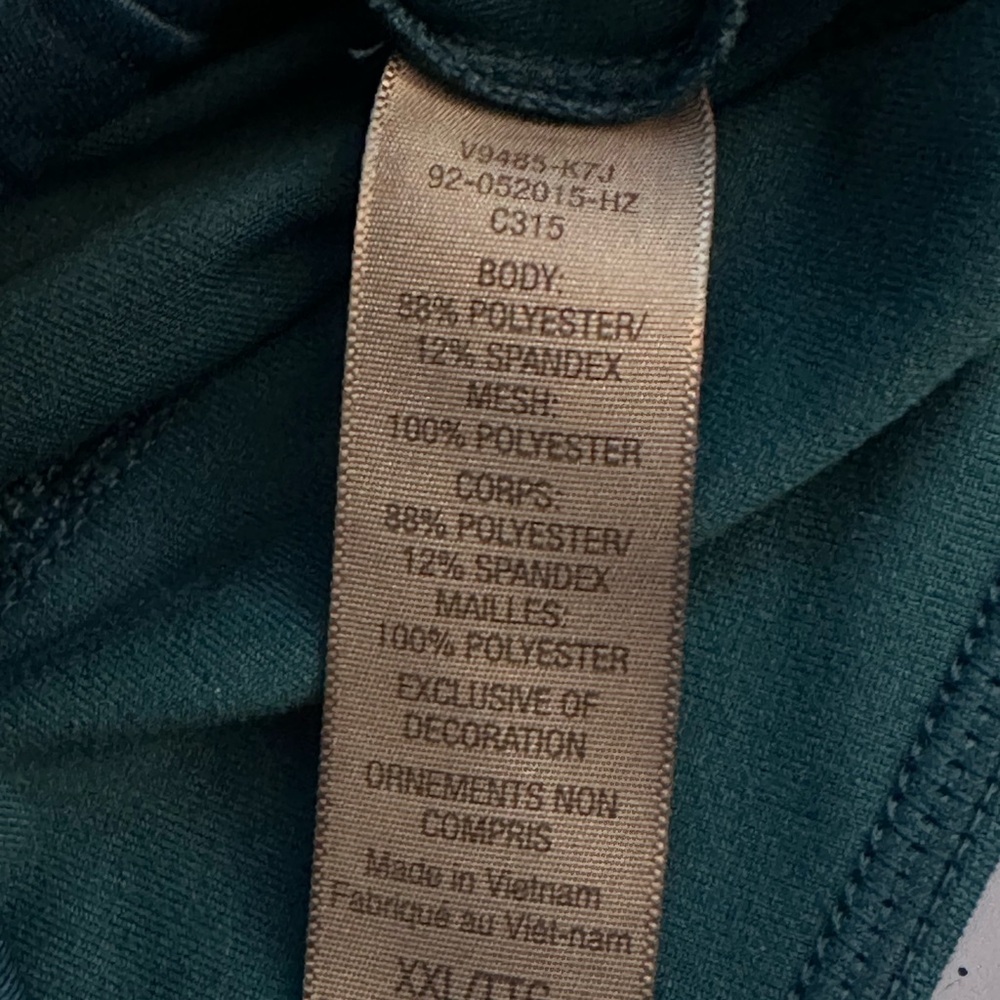 V9485-K7J
92-052015-HZ
C315
BODY:
88% POLYESTER/
12% SPANDEX
MESH:
100% POLYESTER
CORPS:
88% POLYESTER/
12% SPANDEX
MAILLES:
100% POLYESTER
EXCLUSIVE OF
DECORATION
ORNEMENTS NON
COMPRIS
Made in Vietnam
Fabriqué au Viêt-nam